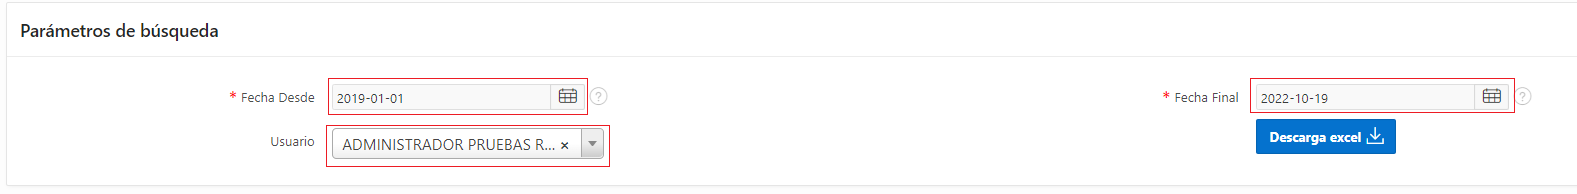 Parámetros de búsqueda
* Fecha Desde 2019-01-01 ?
* Fecha Final 2022-10-19 ?
Usuario ADMINISTRADOR PRUEBAS R... ×
Descarga excel